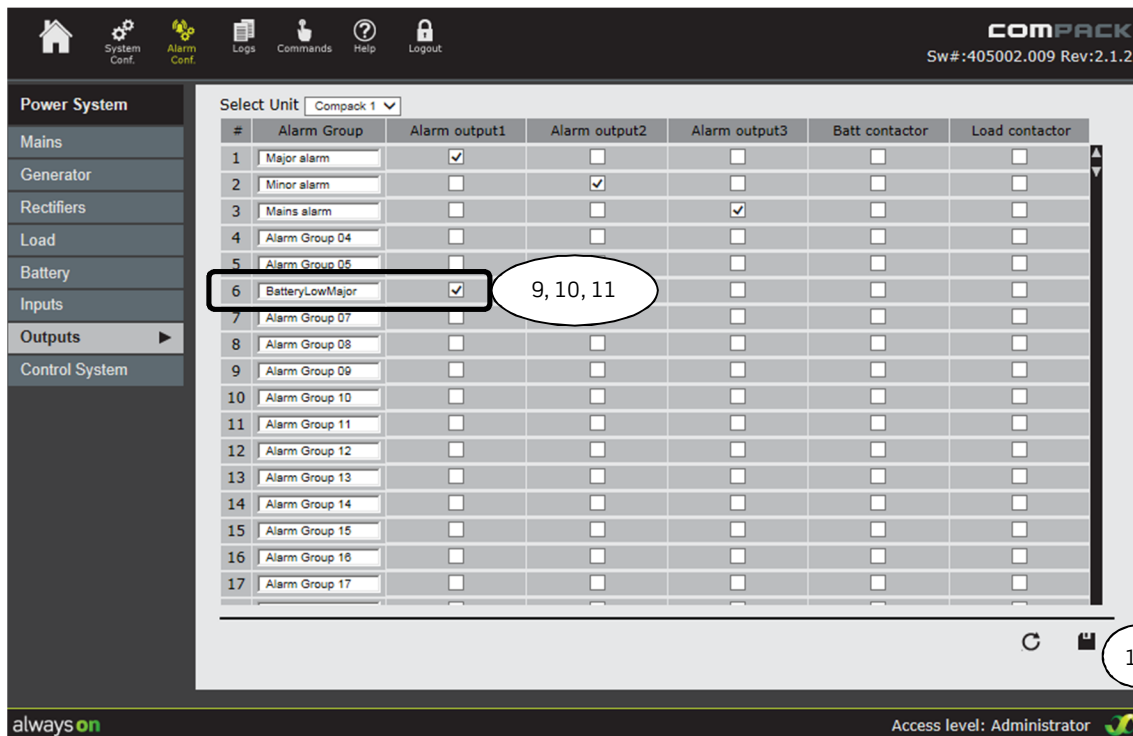 System Conf.
Alarm Conf.
Logs
Commands
Help
Logout
COMPACK
Sw#:405002.009 Rev:2.1.2
Power System
Mains
Generator
Rectifiers
Load
Battery
Inputs
Outputs
Control System
Select Unit Compack 1
# Alarm Group Alarm output1 Alarm output2 Alarm output3 Batt contactor Load contactor
1 Major alarm
2 Minor alarm
3 Mains alarm
4 Alarm Group 04
5 Alarm Group 05
6 BatteryLowMajor
9, 10, 11
7 Alarm Group 07
8 Alarm Group 08
9 Alarm Group 09
10 Alarm Group 10
11 Alarm Group 11
12 Alarm Group 12
13 Alarm Group 13
14 Alarm Group 14
15 Alarm Group 15
16 Alarm Group 16
17 Alarm Group 17
1
alwayson
Access level: Administrator